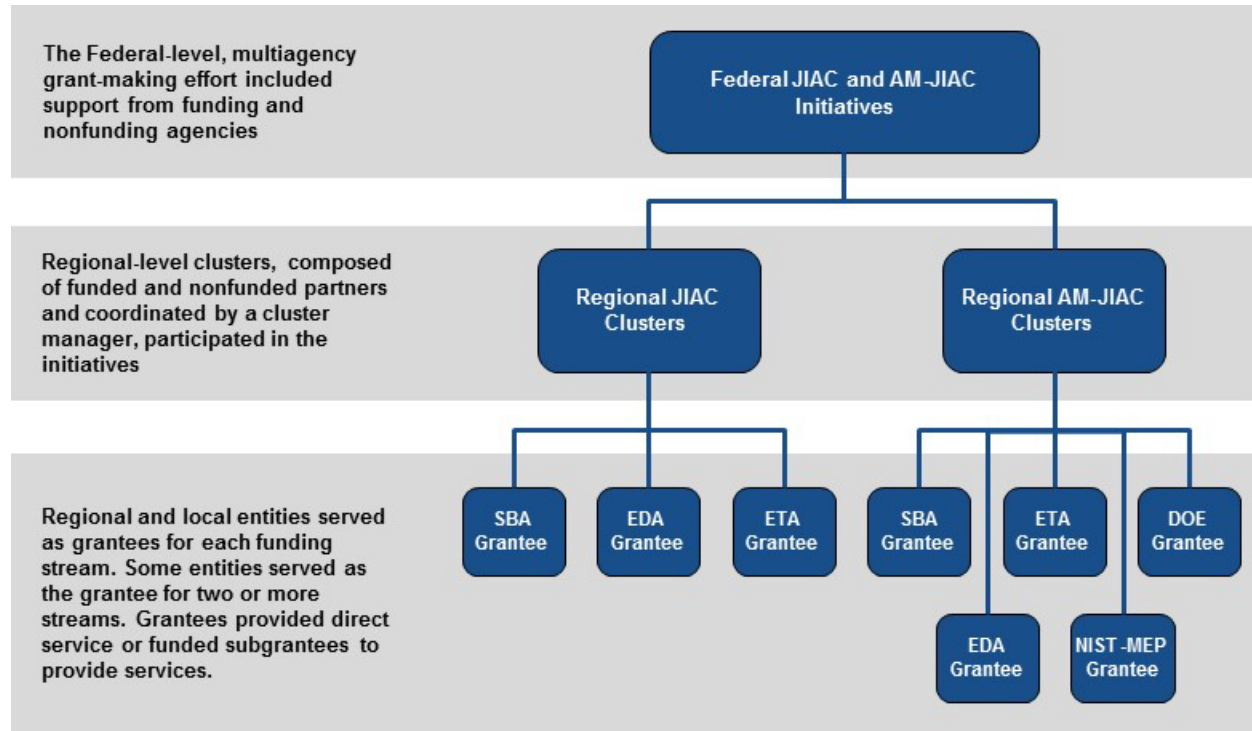 The Federal-level, multiagency
grant-making effort included
support from funding and
nonfunding agencies
Federal JIAC and AM-JIAC
Initiatives
Regional-level clusters, composed
of funded and nonfunded partners
and coordinated by a cluster
manager, participated in the
initiatives
Regional JIAC
Clusters
Regional AM-JIAC
Clusters
Regional and local entities served
as grantees for each funding
stream. Some entities served as
the grantee for two or more
streams. Grantees provided direct
service or funded subgrantees to
provide services.
SBA
Grantee
EDA
Grantee
ETA
Grantee
SBA
Grantee
ETA
Grantee
DOE
Grantee
EDA
Grantee
NIST-MEP
Grantee